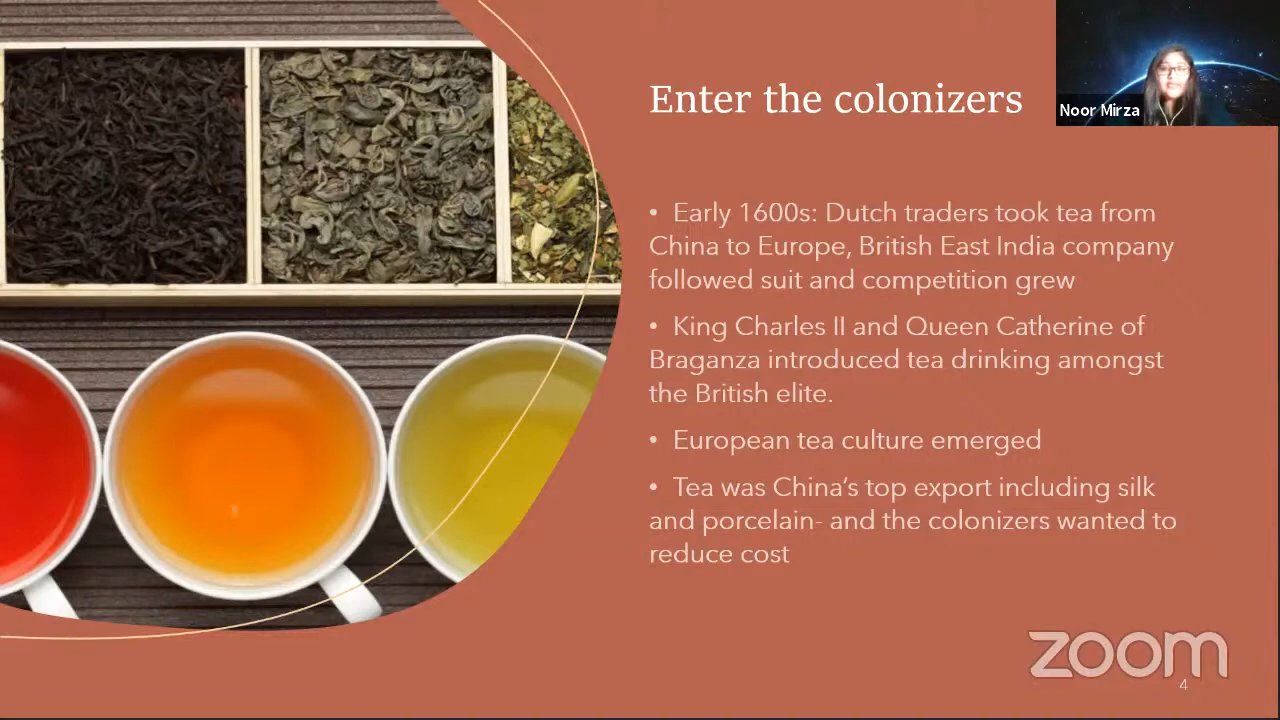 Enter the colonizers
Noor Mirza
• Early 1600s: Dutch traders took tea from
China to Europe, British East India company
followed suit and competition grew
• King Charles II and Queen Catherine of
Braganza introduced tea drinking amongst
the British elite.
• European tea culture emerged
• Tea was China’s top export including silk
and porcelain- and the colonizers wanted to
reduce cost
zoom
4